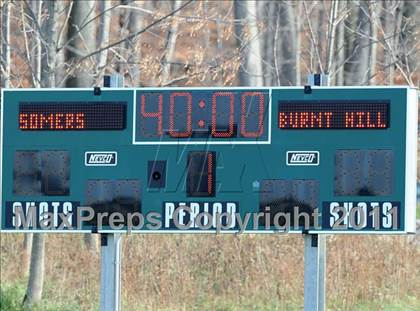 SOMERS 40:00 BURNT HILL
NEVCO NEVCO
1
SHOTS PERIOD SHOTS
MaxPreps Copyright 2011